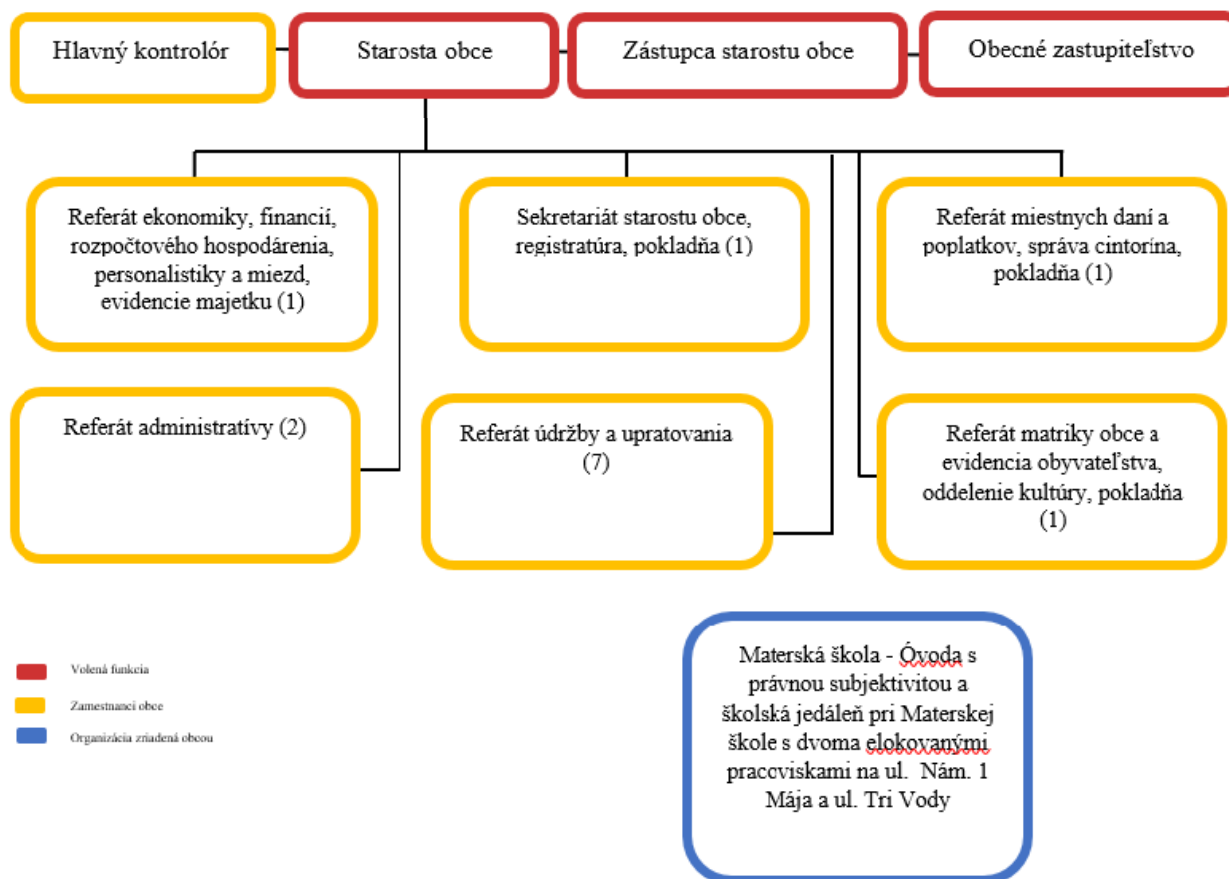 Hlavný kontrolór
Starosta obce
Zástupca starostu obce
Obecné zastupiteľstvo
Referát ekonomiky, financií,
rozpočtového hospodárenia,
personalistiky a miezd,
evidencie majetku (1)
Sekretariát starostu obce,
registratúra, pokladňa (1)
Referát miestnych daní a
poplatkov, správa cintorína,
pokladňa (1)
Referát administratívy (2)
Referát údržby a upratovania
(7)
Referát matriky obce a
evidencia obyvateľstva,
oddelenie kultúry, pokladňa
(1)
Volená funkcia
Zamestnanci obce
Organizácia zriadená obcou
Materská škola - Óvoda s
právnou subjektivitou a
školská jedáleň pri Materskej
škole s dvoma elokovanými
pracoviskami na ul. Nám. 1
Mája a ul. Tri Vody